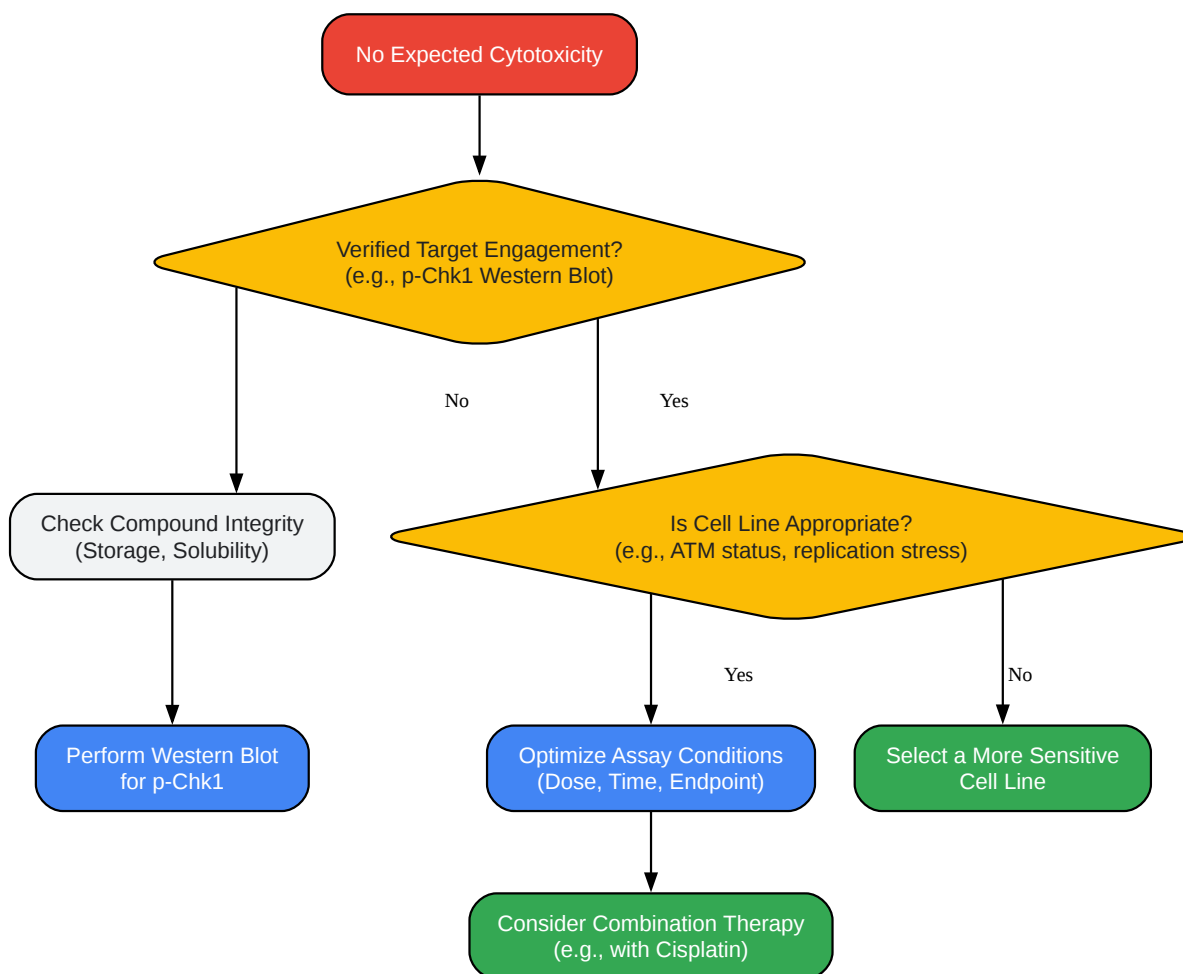 No Expected Cytotoxicity
Verified Target Engagement?
(e.g., p-Chk1 Western Blot)
No
Yes
Check Compound Integrity
(Storage, Solubility)
Is Cell Line Appropriate?
(e.g., ATM status, replication stress)
Yes
No
Perform Western Blot
for p-Chk1
Optimize Assay Conditions
(Dose, Time, Endpoint)
Select a More Sensitive
Cell Line
Consider Combination Therapy
(e.g., with Cisplatin)